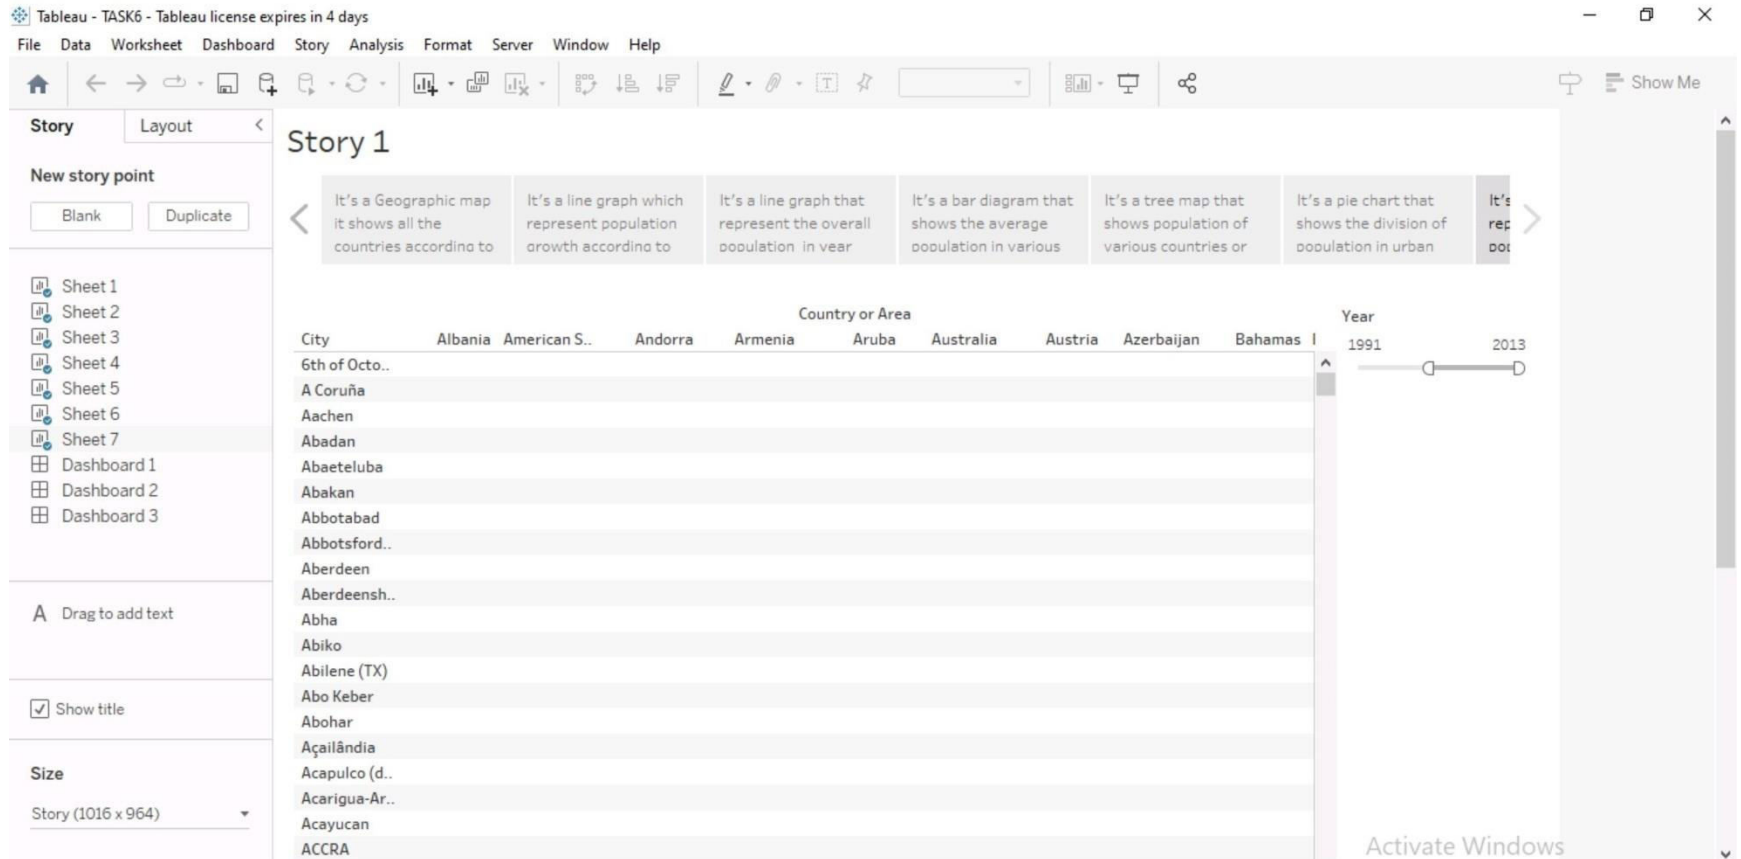 Tableau - TASK6 - Tableau license expires in 4 days
File Data Worksheet Dashboard Story Analysis Format Server Window Help
Show Me
Story Layout
New story point
Blank Duplicate
Sheet 1
Sheet 2
Sheet 3
Sheet 4
Sheet 5
Sheet 6
Sheet 7
Dashboard 1
Dashboard 2
Dashboard 3
A Drag to add text
Show title
Size
Story (1016 x 964)
Story 1
It's a Geographic map
it shows all the
countries according to
It's a line graph which
represent population
growth according to
It's a line graph that
represent the overall
population in year
It's a bar diagram that
shows the average
population in various
It's a tree map that
shows population of
various countries or
It's a pie chart that
shows the division of
population in urban
It's
rep
Country or Area
City Albania American S.. Andorra Armenia Aruba Australia Austria Azerbaijan Bahamas
6th of Octo..
A Coruña
Aachen
Abadan
Abaeteluba
Abakan
Abbotabad
Abbotsford..
Aberdeen
Aberdeensh..
Abha
Abiko
Abilene (TX)
Abo Keber
Abohar
Açailândia
Acapulco (d..
Acarigua-Ar..
Acayucan
ACCRA
Year
1991 2013
Activate Windows